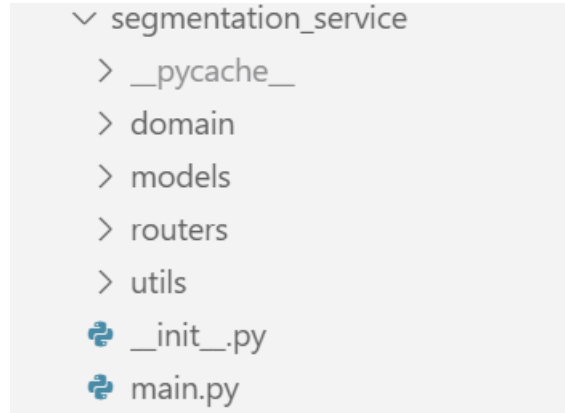 segmentation_service
__pycache__
domain
models
routers
utils
__init__.py
main.py